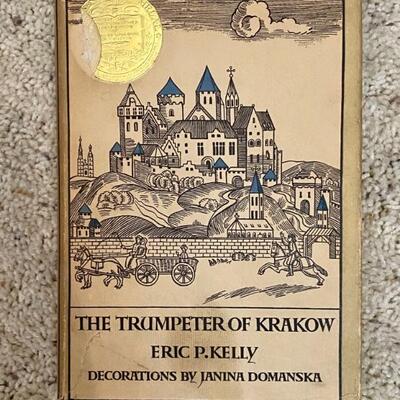 THE TRUMPETER OF KRAKOW
ERIC P. KELLY
DECORATIONS BY JANINA DOMANSKA